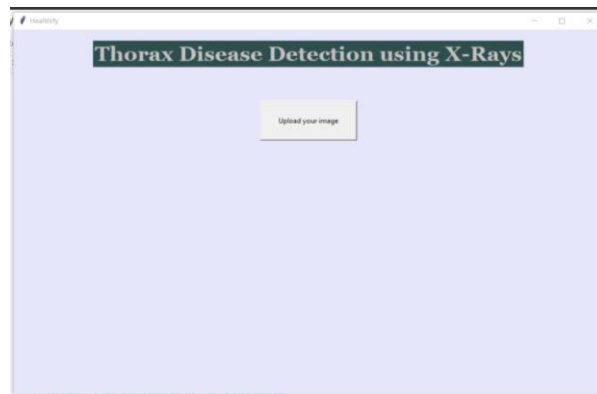 Healthify
Thorax Disease Detection using X-Rays
Upload your image